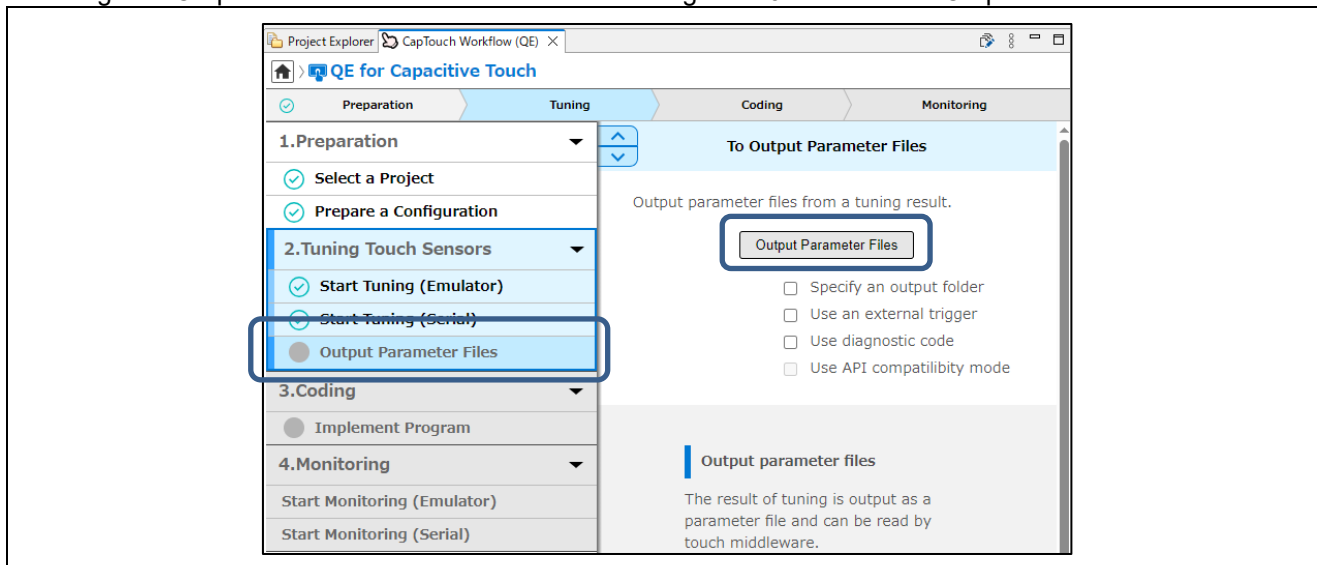 Project Explorer CapTouch Workflow (QE)
QE for Capacitive Touch
Preparation Tuning Coding Monitoring
1.Preparation
Select a Project
Prepare a Configuration
2.Tuning Touch Sensors
Start Tuning (Emulator)
Start Tuning (Serial)
Output Parameter Files
3.Coding
Implement Program
4.Monitoring
Start Monitoring (Emulator)
Start Monitoring (Serial)
To Output Parameter Files
Output parameter files from a tuning result.
Output Parameter Files
Specify an output folder
Use an external trigger
Use diagnostic code
Use API compatilibity mode
Output parameter files
The result of tuning is output as a
parameter file and can be read by
touch middleware.